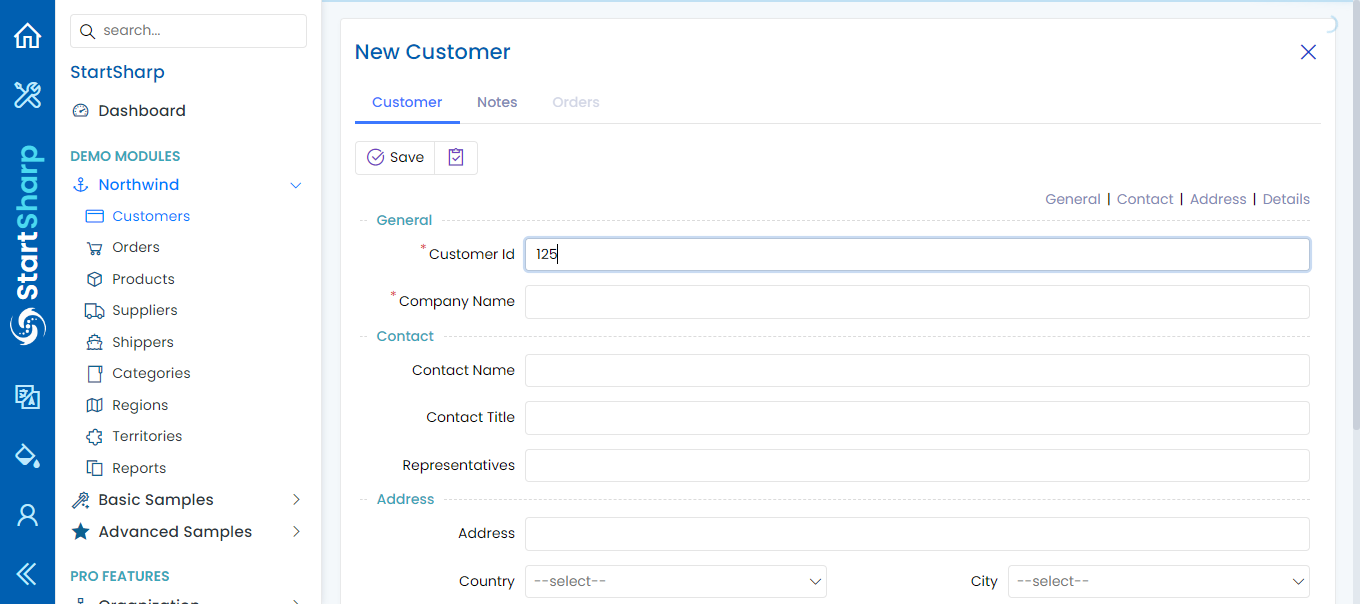 search...
StartSharp
Dashboard
DEMO MODULES
Northwind
Customers
Orders
Products
Suppliers
Shippers
Categories
Regions
Territories
Reports
Basic Samples
Advanced Samples
PRO FEATURES
Organization
StartSharp
New Customer
Customer Notes Orders
Save
General | Contact | Address | Details
General
*Customer Id 125
*Company Name
Contact
Contact Name
Contact Title
Representatives
Address
Address
Country --select-- City --select--